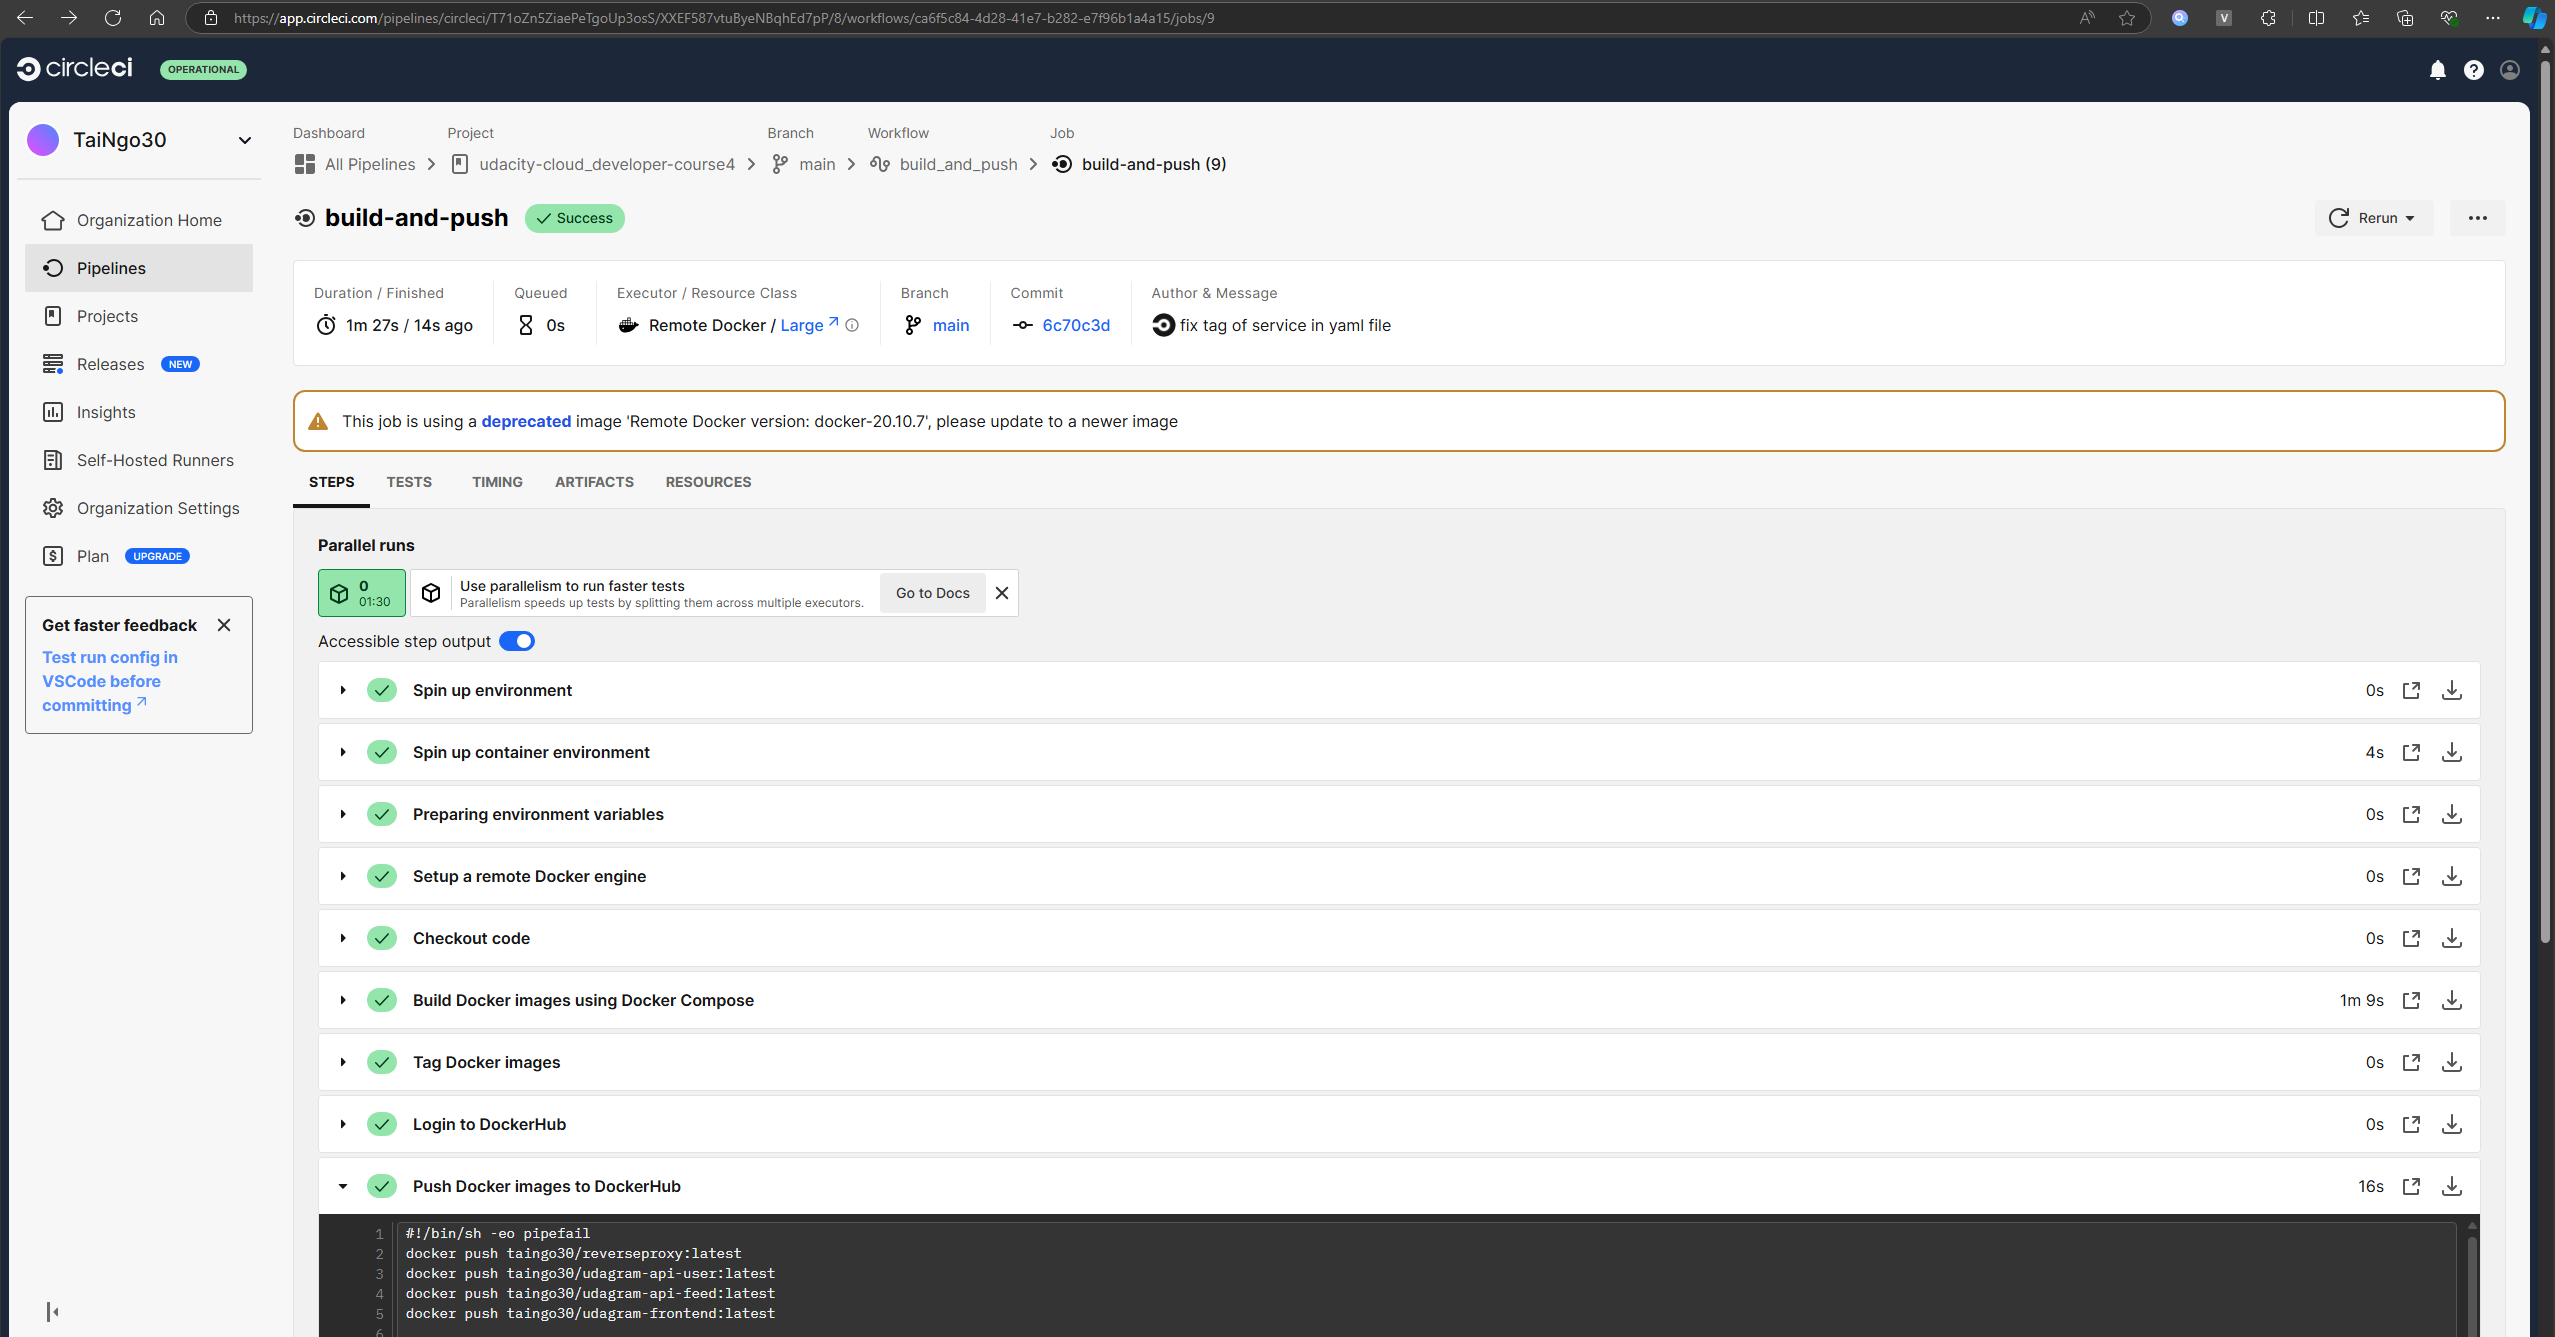 https://app.circleci.com/pipelines/circleci/T71oZn5ZiaePeTgoUp3osS/XXEF587vtuByeNBqhEd7pP/8/workflows/ca6f5c84-4d28-41e7-b282-e7f96b1a4a15/jobs/9
circleci OPERATIONAL
TaiNgo30
Organization Home
Pipelines
Projects
Releases NEW
Insights
Self-Hosted Runners
Organization Settings
Plan UPGRADE
Get faster feedback
Test run config in
VSCode before
committing
Dashboard Project Branch Workflow Job
All Pipelines udacity-cloud_developer-course4 main build_and_push build-and-push (9)
build-and-push Success Rerun
Duration / Finished Queued Executor / Resource Class Branch Commit Author & Message
1m 27s / 14s ago 0s Remote Docker / Large main 6c70c3d fix tag of service in yaml file
This job is using a deprecated image 'Remote Docker version: docker-20.10.7', please update to a newer image
STEPS TESTS TIMING ARTIFACTS RESOURCES
Parallel runs
0
01:30
Use parallelism to run faster tests
Parallelism speeds up tests by splitting them across multiple executors.
Go to Docs
Accessible step output
Spin up environment 0s
Spin up container environment 4s
Preparing environment variables 0s
Setup a remote Docker engine 0s
Checkout code 0s
Build Docker images using Docker Compose 1m 9s
Tag Docker images 0s
Login to DockerHub 0s
Push Docker images to DockerHub 16s
1 #!/bin/sh -eo pipefail
2 docker push taingo30/reverseproxy:latest
3 docker push taingo30/udagram-api-user:latest
4 docker push taingo30/udagram-api-feed:latest
5 docker push taingo30/udagram-frontend:latest
6